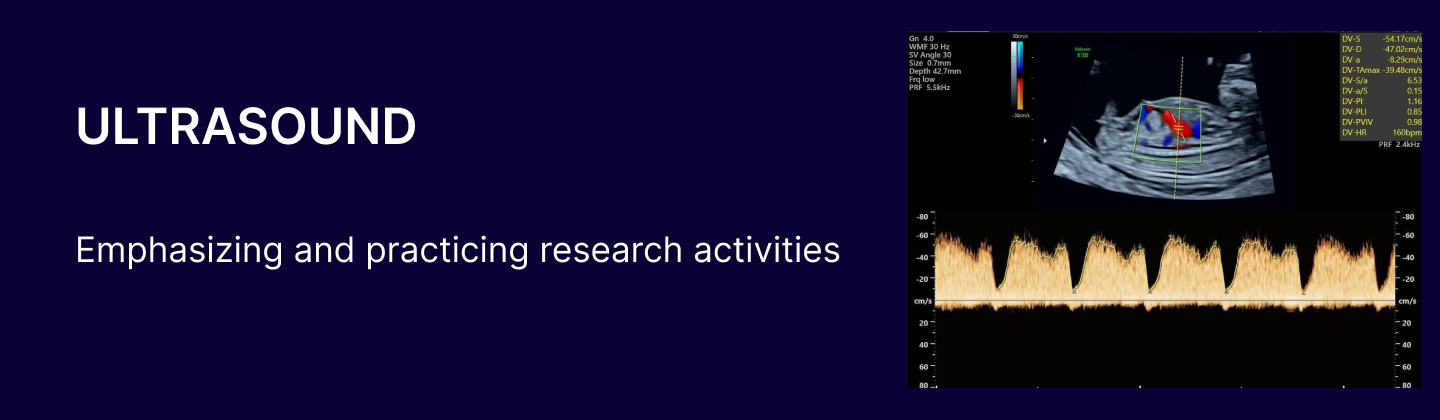 ULTRASOUND
Emphasizing and practicing research activities
Gn 4.0
WMF 30 Hz
SV Angle 30
Size 0.7mm
Depth 42.7mm
Frq low
PRF 5.5kHz
36cm/s
-36cm/s
E 10
DV-S -54.17cm/s
DV-D -47.02cm/s
DV-a -8.29cm/s
DV-TAmax -39.48cm/s
DV-S/a 6.53
DV-a/S 0.15
DV-PI 1.16
DV-PLI 0.85
DV-PVIV 0.98
DV-HR 160bpm
PRF 2.4kHz
-80 -80
-60 -60
-40 -40
-20 -20
cm/s cm/s
20 20
40 40
60 60
80 80